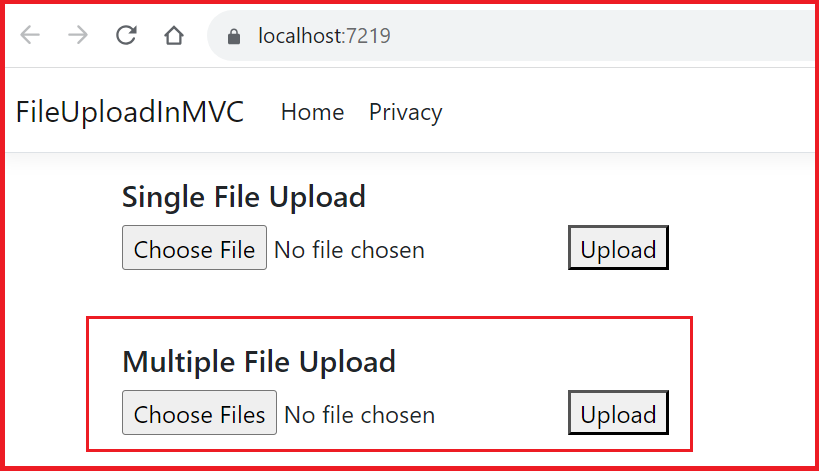 localhost:7219
FileUploadInMVC Home Privacy
Single File Upload
Choose File No file chosen Upload
Multiple File Upload
Choose Files No file chosen Upload